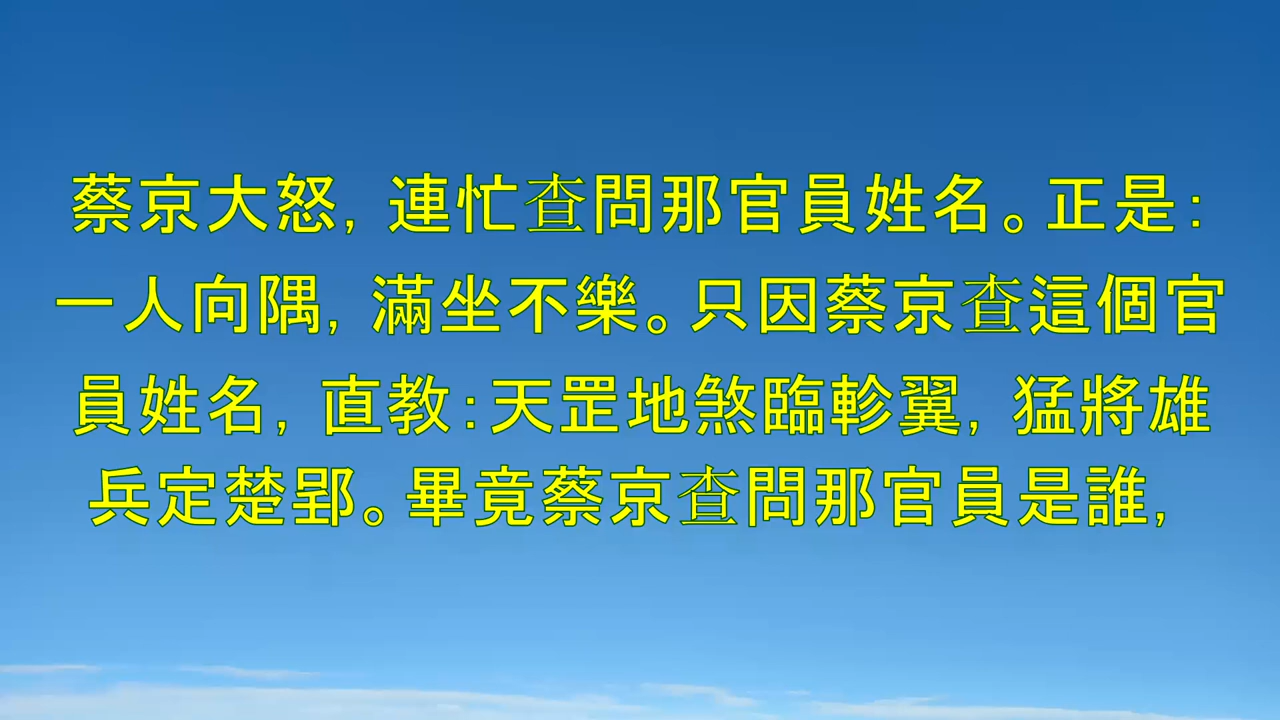 蔡京大怒，連忙查問那官員姓名。正是：
一人向隅，滿坐不樂。只因蔡京查這個官
員姓名，直教：天罡地煞臨軫翼，猛將雄
兵定楚郢。畢竟蔡京查問那官員是誰，